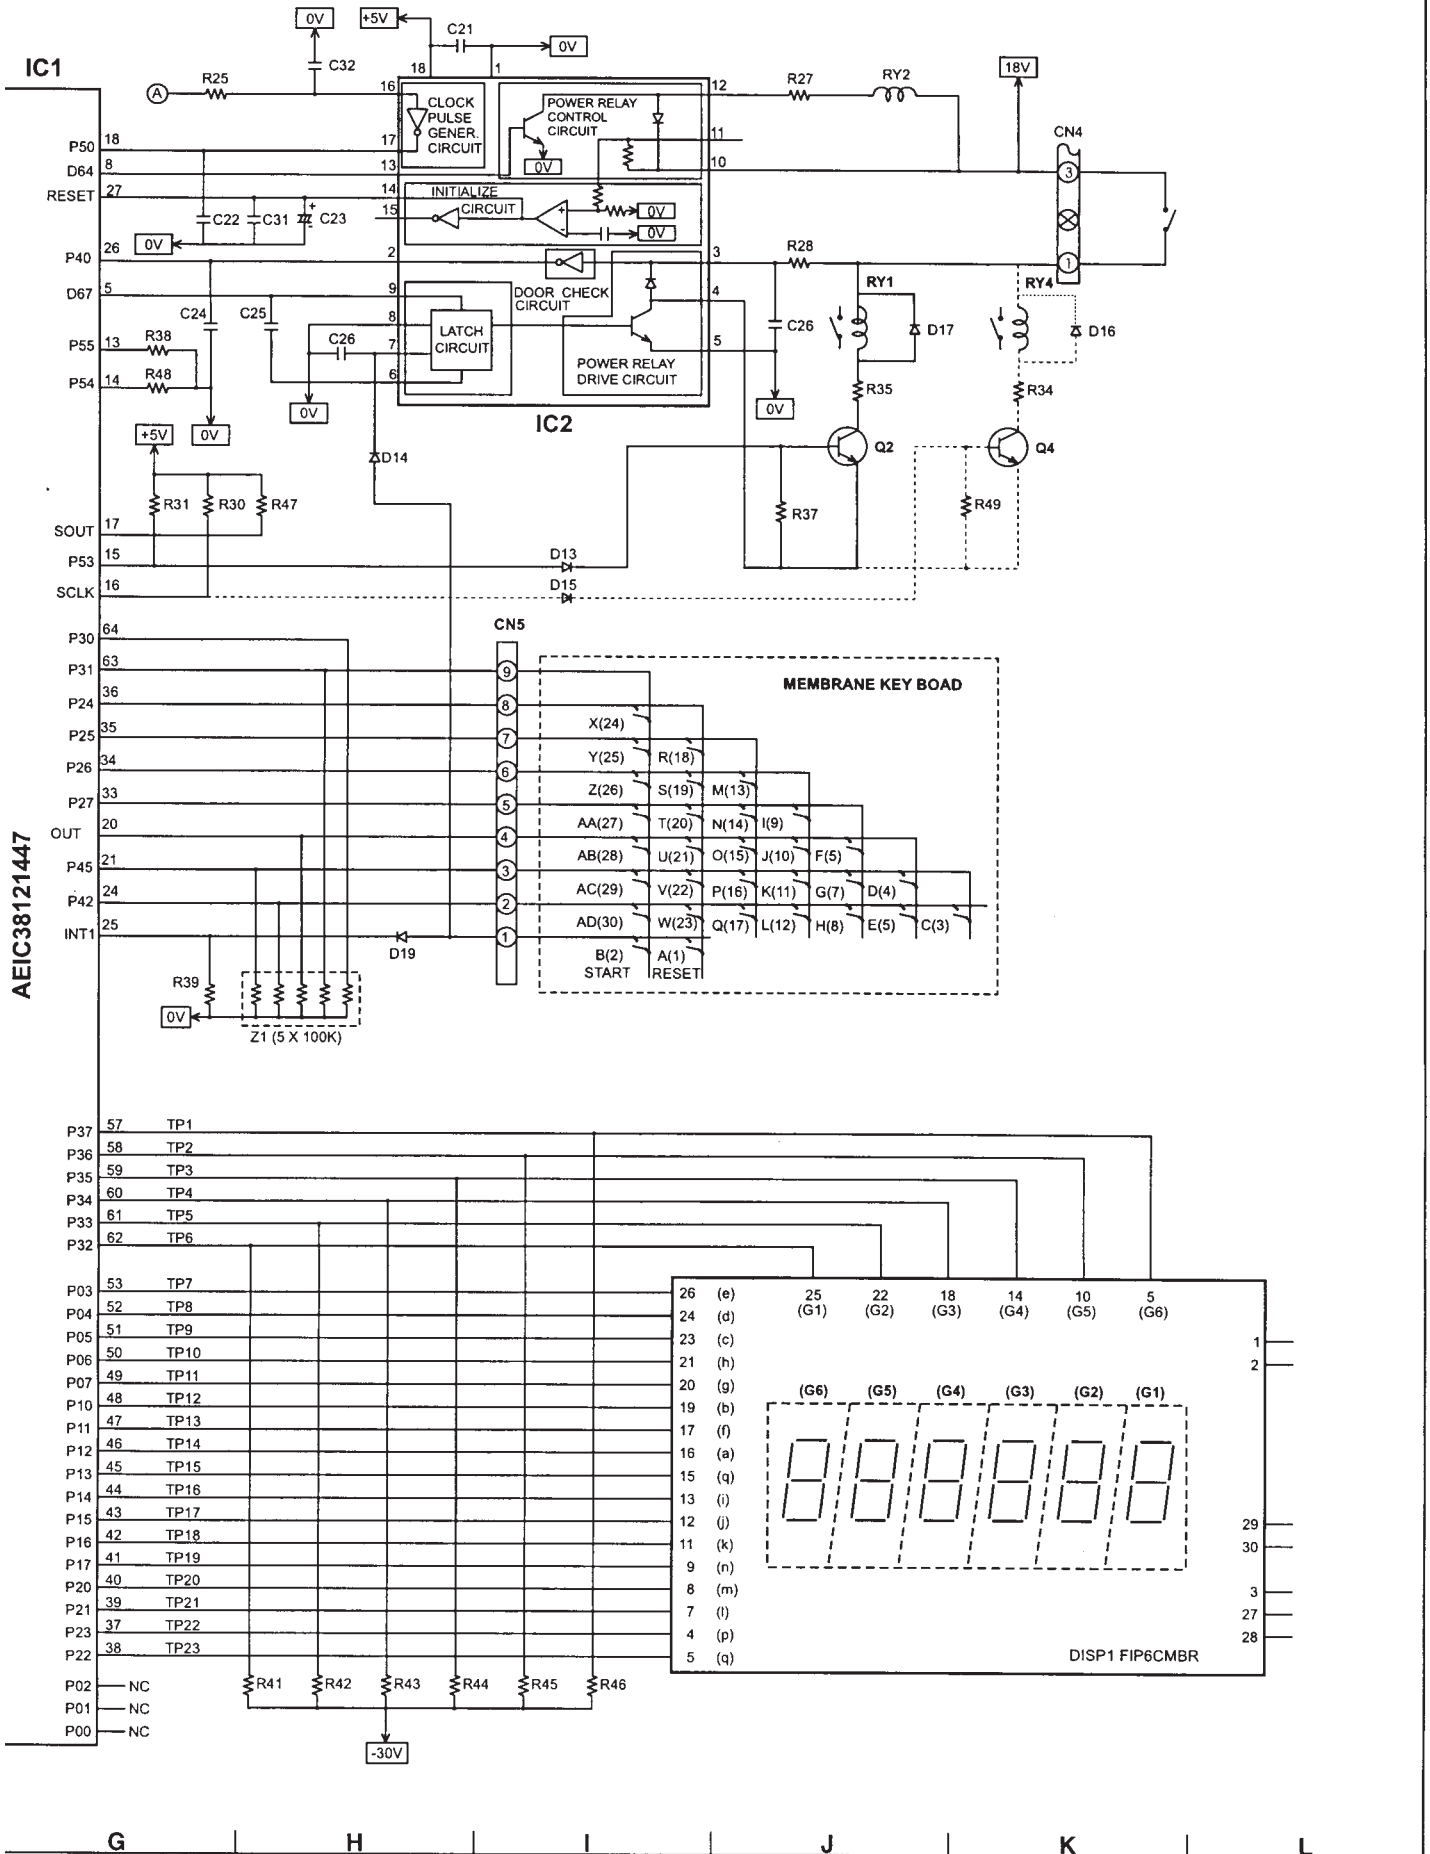 0V
+5V
C21
0V
IC1
C32
18
1
18V
R25
A
16
CLOCK
PULSE
GENER.
CIRCUIT
POWER RELAY
CONTROL
CIRCUIT
0V
12
R27
RY2
CN4
P50
18
17
11
D64
8
13
10
3
RESET
27
14
INITIALIZE
CIRCUIT
15
+
-
0V
0V
C22
C31
+
-
C23
0V
P40
26
2
3
R28
1
D67
5
9
DOOR CHECK
CIRCUIT
4
RY1
RY4
C24
C25
8
LATCH
CIRCUIT
C26
7
C26
D17
D16
P55
13
R38
5
P54
14
R48
6
POWER RELAY
DRIVE CIRCUIT
R35
R34
0V
0V
IC2
+5V
0V
D14
Q2
Q4
R31
R30
R47
R37
R49
SOUT
17
P53
15
D13
SCLK
16
D15
CN5
P30
64
P31
63
9
MEMBRANE KEY BOAD
P24
36
8
X(24)
P25
35
7
Y(25)
R(18)
P26
34
6
Z(26)
S(19)
M(13)
P27
33
5
AA(27)
T(20)
N(14)
I(9)
OUT
20
4
AB(28)
U(21)
O(15)
J(10)
F(5)
P45
21
3
AC(29)
V(22)
P(16)
K(11)
G(7)
D(4)
P42
24
2
AD(30)
W(23)
Q(17)
L(12)
H(8)
E(5)
C(3)
INT1
25
D19
1
B(2)
START
A(1)
RESET
AEIC38121447
R39
0V
Z1 (5 X 100K)
P37
57
TP1
P36
58
TP2
P35
59
TP3
P34
60
TP4
P33
61
TP5
P32
62
TP6
25
(G1)
22
(G2)
18
(G3)
14
(G4)
10
(G5)
5
(G6)
P03
53
TP7
26
(e)
P04
52
TP8
24
(d)
P05
51
TP9
23
(c)
1
P06
50
TP10
21
(h)
2
P07
49
TP11
20
(g)
(G6)
(G5)
(G4)
(G3)
(G2)
(G1)
P10
48
TP12
19
(b)
P11
47
TP13
17
(f)
P12
46
TP14
16
(a)
P13
45
TP15
15
(q)
P14
44
TP16
13
(i)
P15
43
TP17
12
(j)
29
P16
42
TP18
11
(k)
30
P17
41
TP19
9
(n)
P20
40
TP20
8
(m)
3
P21
39
TP21
7
(l)
27
P23
37
TP22
4
(p)
28
P22
38
TP23
5
(q)
DISP1 FIP6CMBR
P02
NC
R41
R42
R43
R44
R45
R46
P01
NC
P00
NC
-30V
G
H
I
J
K
L